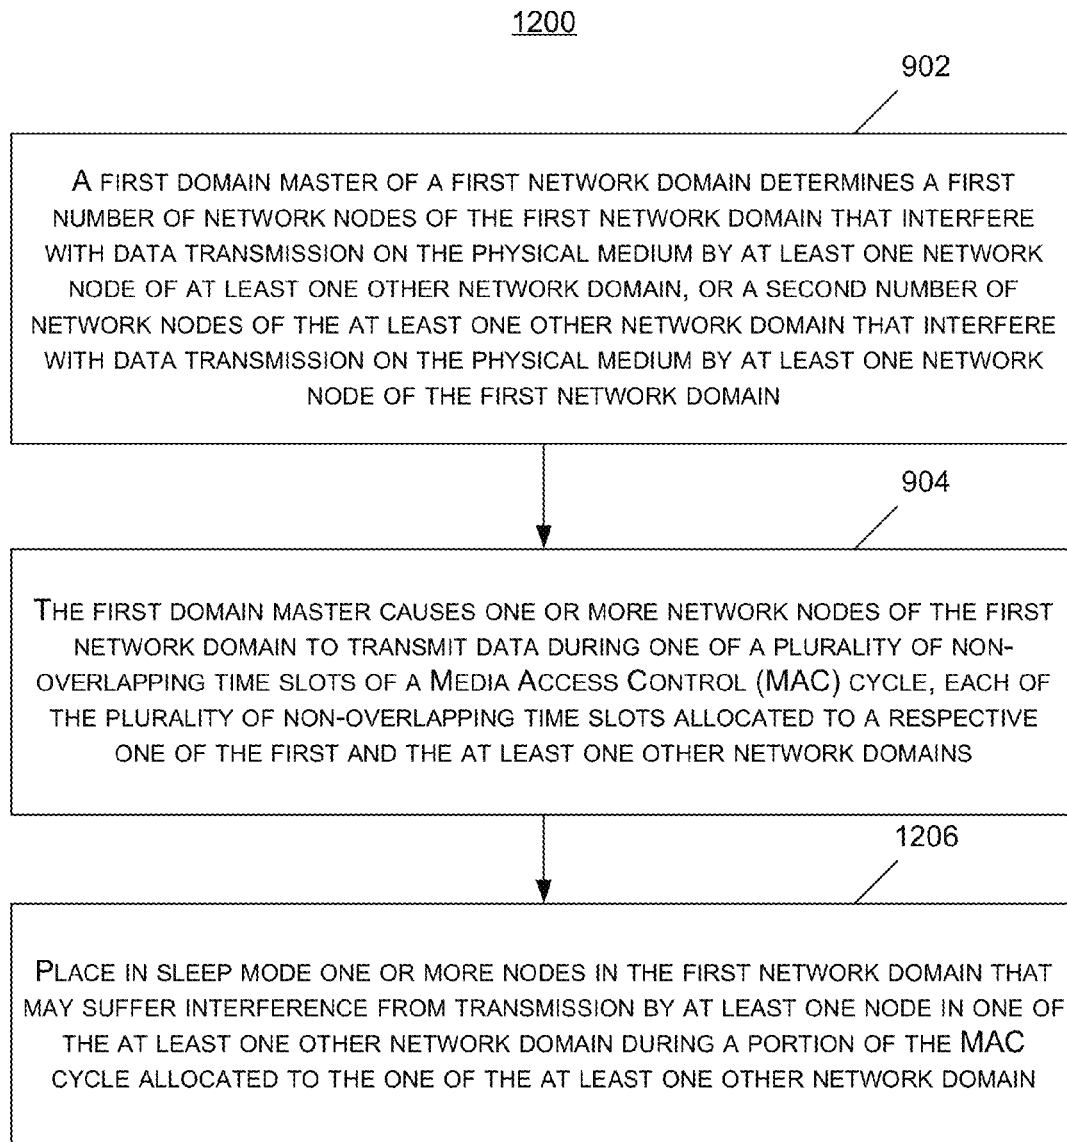 1200
902
A FIRST DOMAIN MASTER OF A FIRST NETWORK DOMAIN DETERMINES A FIRST
NUMBER OF NETWORK NODES OF THE FIRST NETWORK DOMAIN THAT INTERFERE
WITH DATA TRANSMISSION ON THE PHYSICAL MEDIUM BY AT LEAST ONE NETWORK
NODE OF AT LEAST ONE OTHER NETWORK DOMAIN, OR A SECOND NUMBER OF
NETWORK NODES OF THE AT LEAST ONE OTHER NETWORK DOMAIN THAT INTERFERE
WITH DATA TRANSMISSION ON THE PHYSICAL MEDIUM BY AT LEAST ONE NETWORK
NODE OF THE FIRST NETWORK DOMAIN
904
THE FIRST DOMAIN MASTER CAUSES ONE OR MORE NETWORK NODES OF THE FIRST
NETWORK DOMAIN TO TRANSMIT DATA DURING ONE OF A PLURALITY OF NON-
OVERLAPPING TIME SLOTS OF A MEDIA ACCESS CONTROL (MAC) CYCLE, EACH OF
THE PLURALITY OF NON-OVERLAPPING TIME SLOTS ALLOCATED TO A RESPECTIVE
ONE OF THE FIRST AND THE AT LEAST ONE OTHER NETWORK DOMAINS
1206
PLACE IN SLEEP MODE ONE OR MORE NODES IN THE FIRST NETWORK DOMAIN THAT
MAY SUFFER INTERFERENCE FROM TRANSMISSION BY AT LEAST ONE NODE IN ONE OF
THE AT LEAST ONE OTHER NETWORK DOMAIN DURING A PORTION OF THE MAC
CYCLE ALLOCATED TO THE ONE OF THE AT LEAST ONE OTHER NETWORK DOMAIN